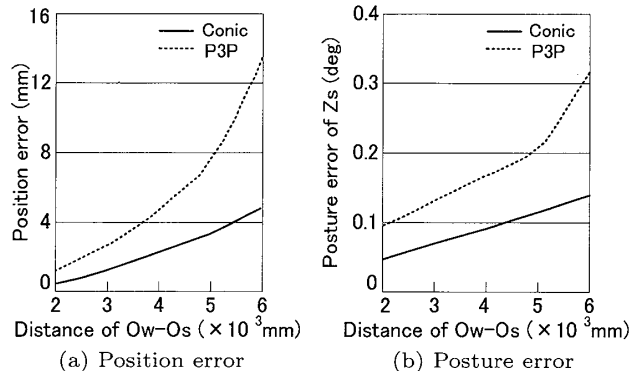 16
12
8
4
0
Position error (mm)
Conic
P3P
2 3 4 5 6
Distance of Ow-Os (×10³mm)
(a) Position error
0.4
0.3
0.2
0.1
0
Posture error of Zs (deg)
Conic
P3P
2 3 4 5 6
Distance of Ow-Os (×10³mm)
(b) Posture error